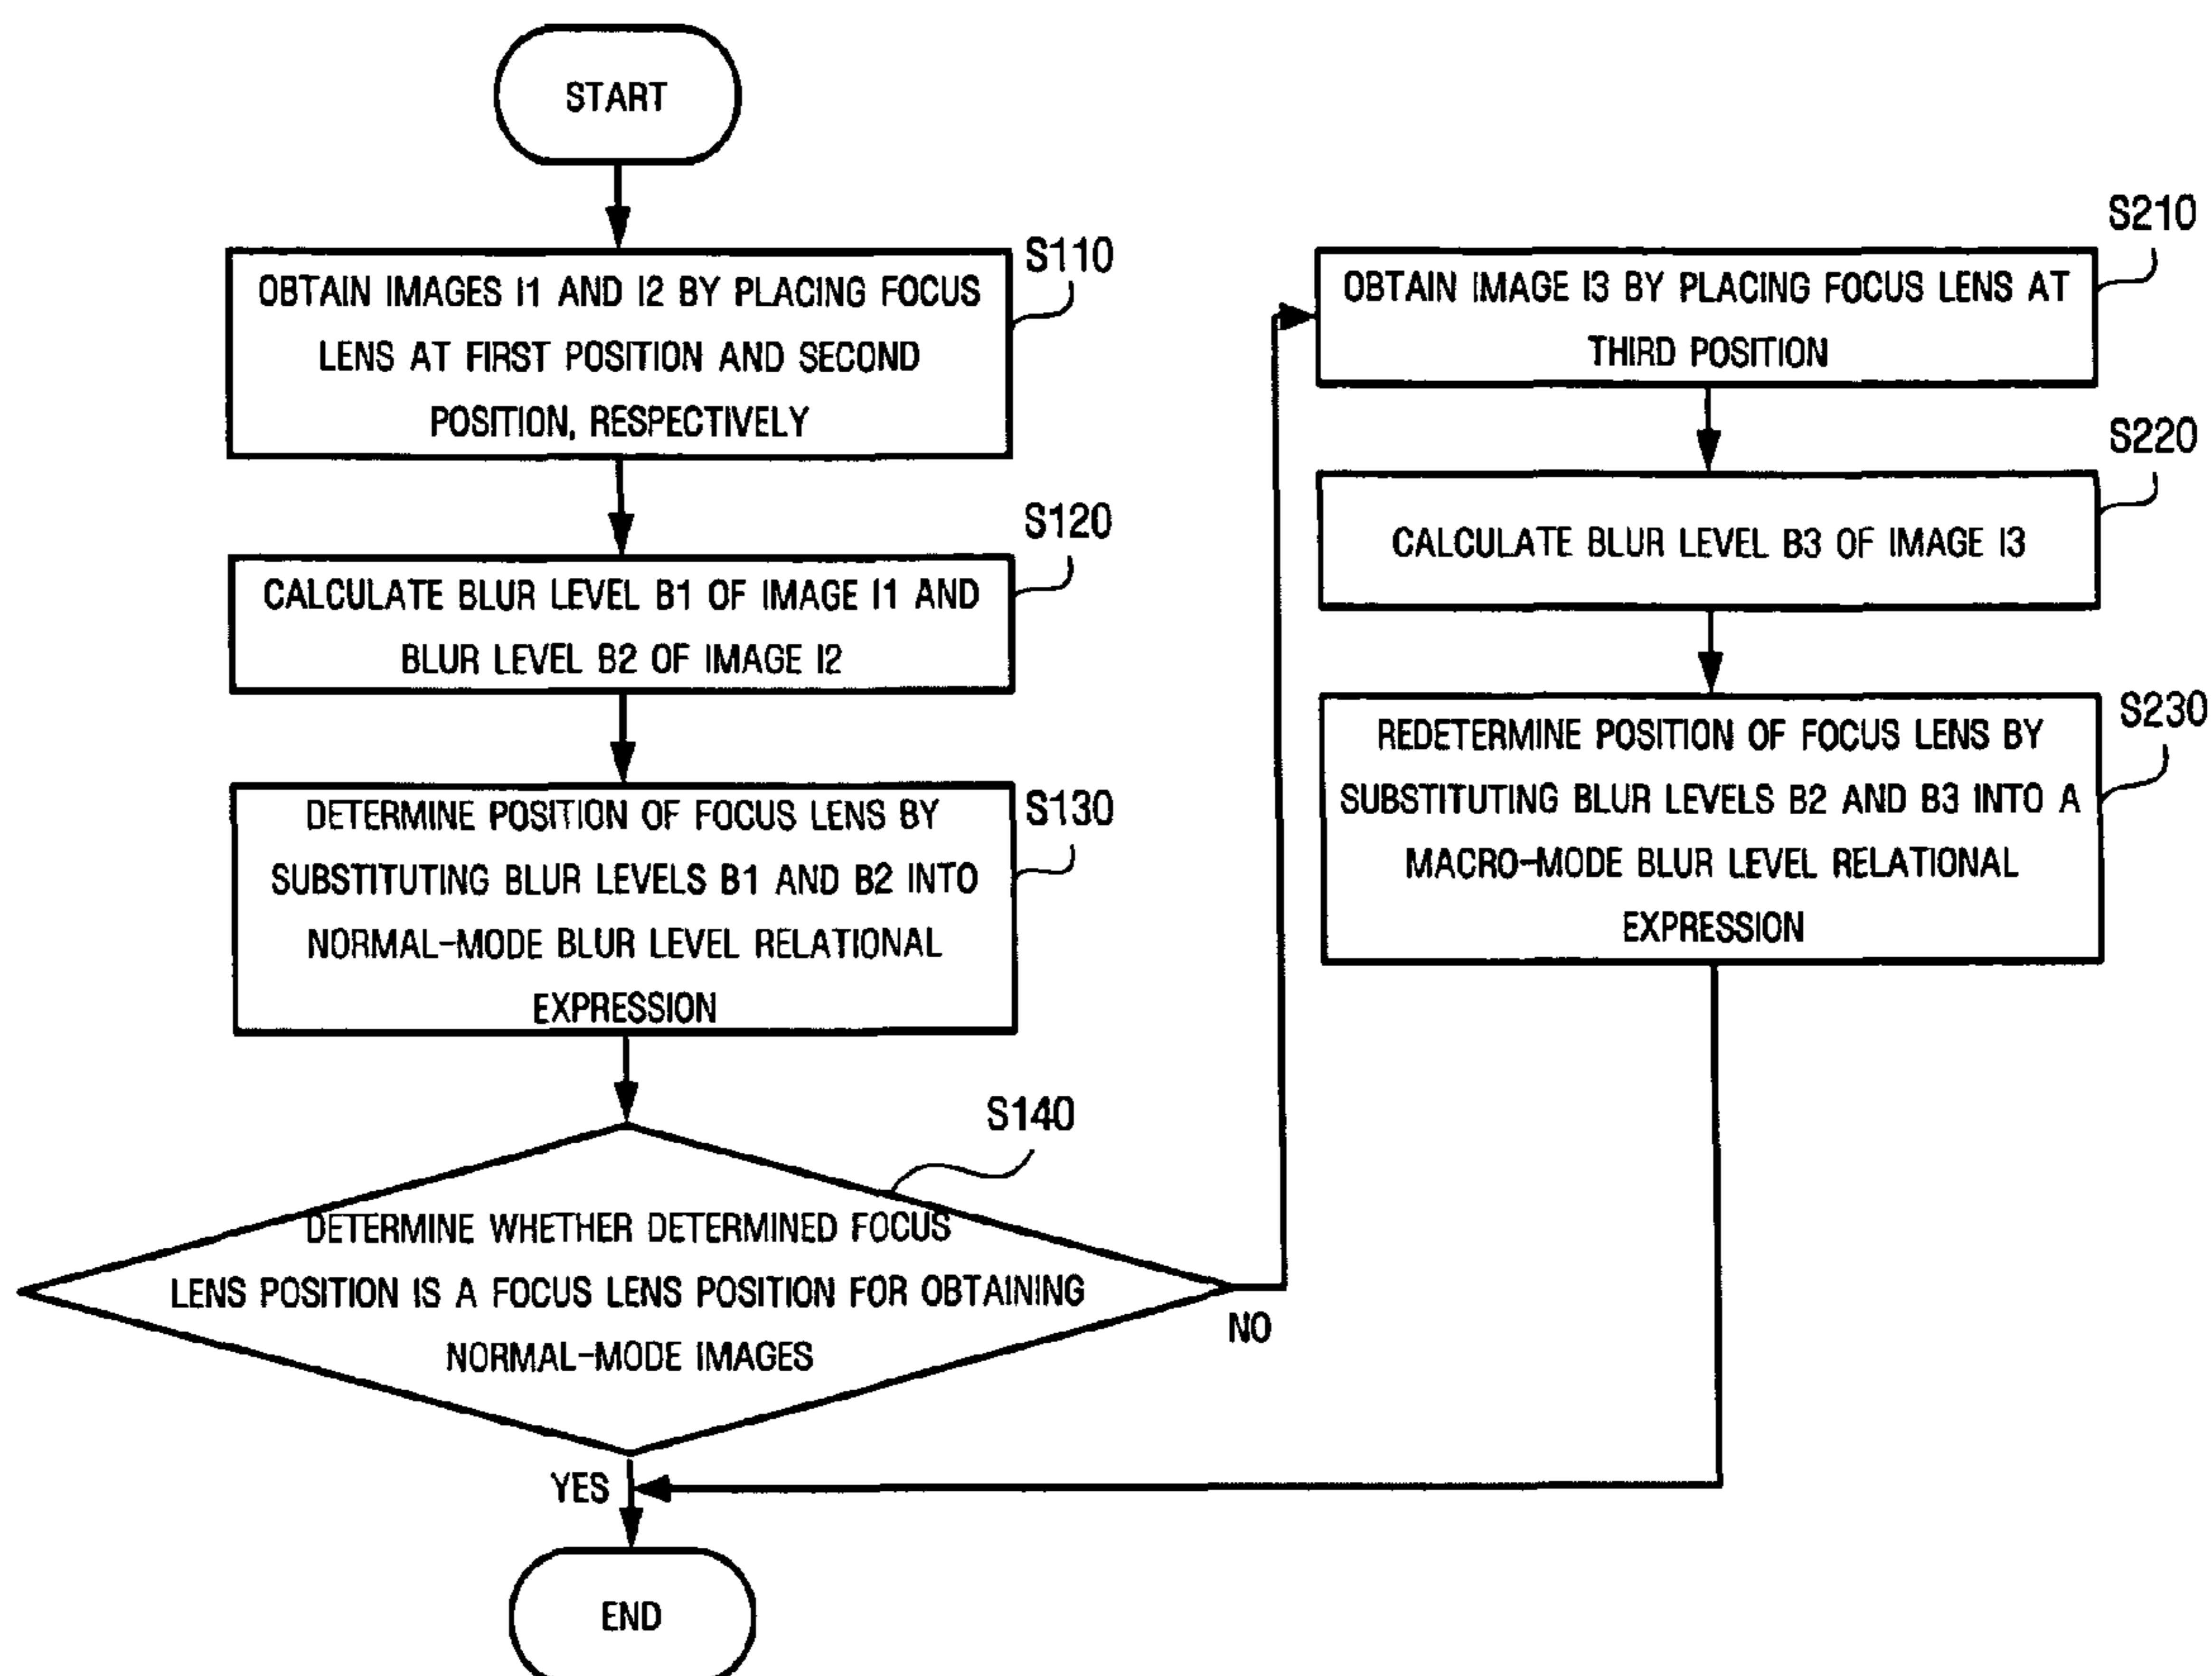 START
S110
OBTAIN IMAGES I1 AND I2 BY PLACING FOCUS
LENS AT FIRST POSITION AND SECOND
POSITION, RESPECTIVELY
S120
CALCULATE BLUR LEVEL B1 OF IMAGE I1 AND
BLUR LEVEL B2 OF IMAGE I2
S130
DETERMINE POSITION OF FOCUS LENS BY
SUBSTITUTING BLUR LEVELS B1 AND B2 INTO
NORMAL-MODE BLUR LEVEL RELATIONAL
EXPRESSION
S140
DETERMINE WHETHER DETERMINED FOCUS
LENS POSITION IS A FOCUS LENS POSITION FOR OBTAINING
NORMAL-MODE IMAGES
NO
YES
END
S210
OBTAIN IMAGE I3 BY PLACING FOCUS LENS AT
THIRD POSITION
S220
CALCULATE BLUR LEVEL B3 OF IMAGE I3
S230
REDETERMINE POSITION OF FOCUS LENS BY
SUBSTITUTING BLUR LEVELS B2 AND B3 INTO A
MACRO-MODE BLUR LEVEL RELATIONAL
EXPRESSION